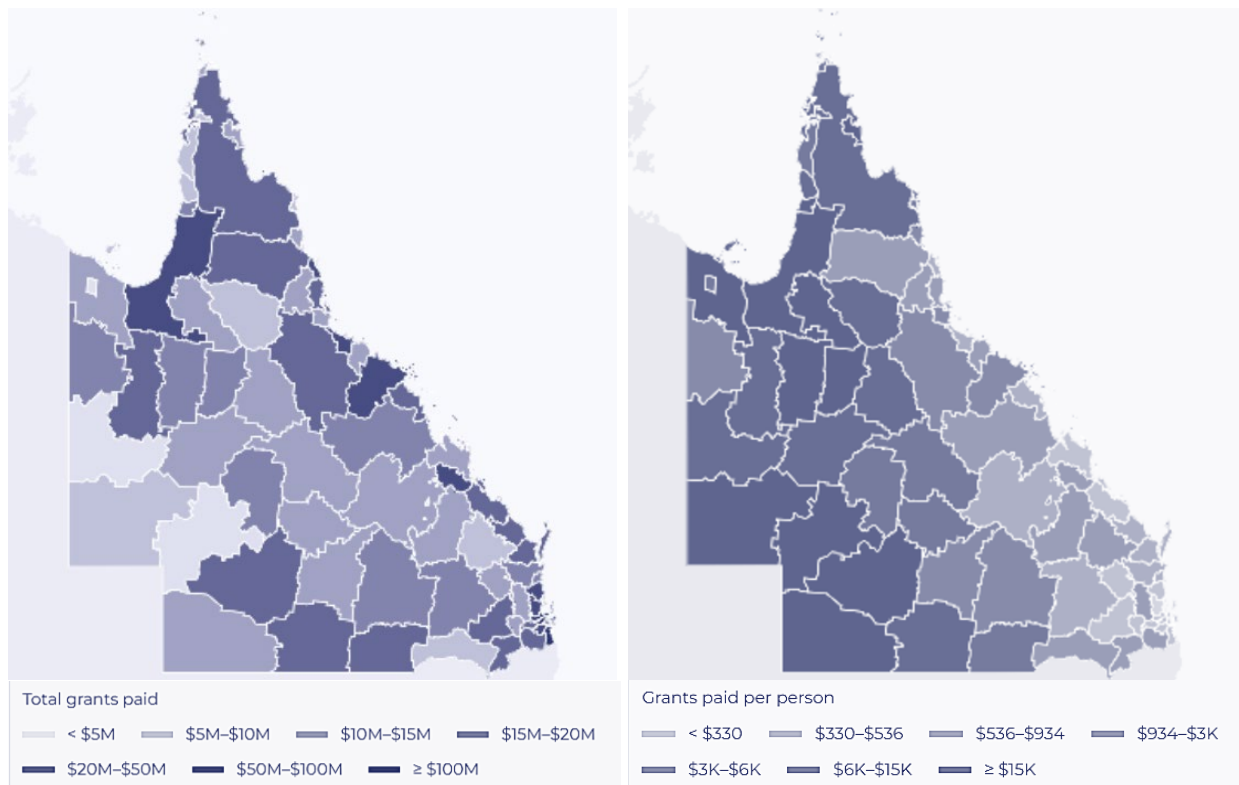 Total grants paid
< $5M $5M–$10M $10M–$15M $15M–$20M
$20M–$50M $50M–$100M ≥ $100M
Grants paid per person
< $330 $330–$536 $536–$934 $934–$3K
$3K–$6K $6K–$15K ≥ $15K